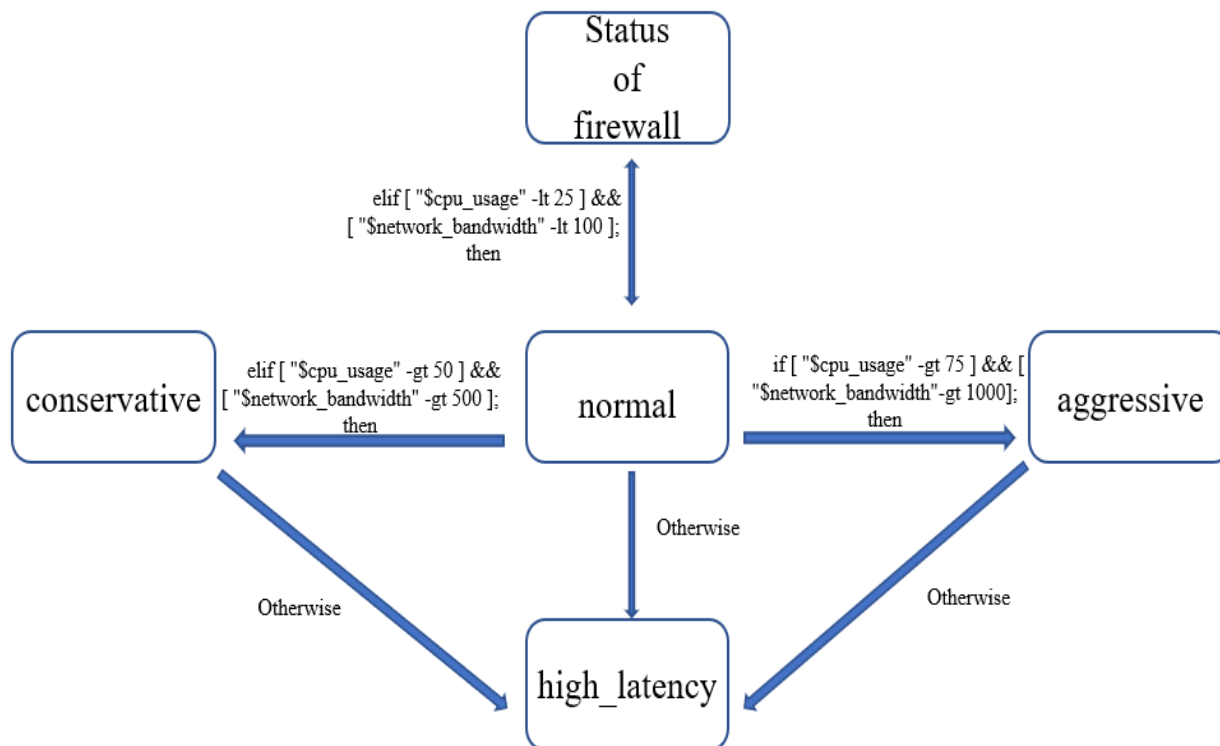 Status
of
firewall
elif [ "$cpu_usage" -lt 25 ] &&
[ "$network_bandwidth" -lt 100 ];
then
conservative
elif [ "$cpu_usage" -gt 50 ] &&
[ "$network_bandwidth" -gt 500 ];
then
normal
if [ "$cpu_usage" -gt 75 ] && [
"$network_bandwidth"-gt 1000];
then
aggressive
Otherwise
Otherwise
Otherwise
high_latency